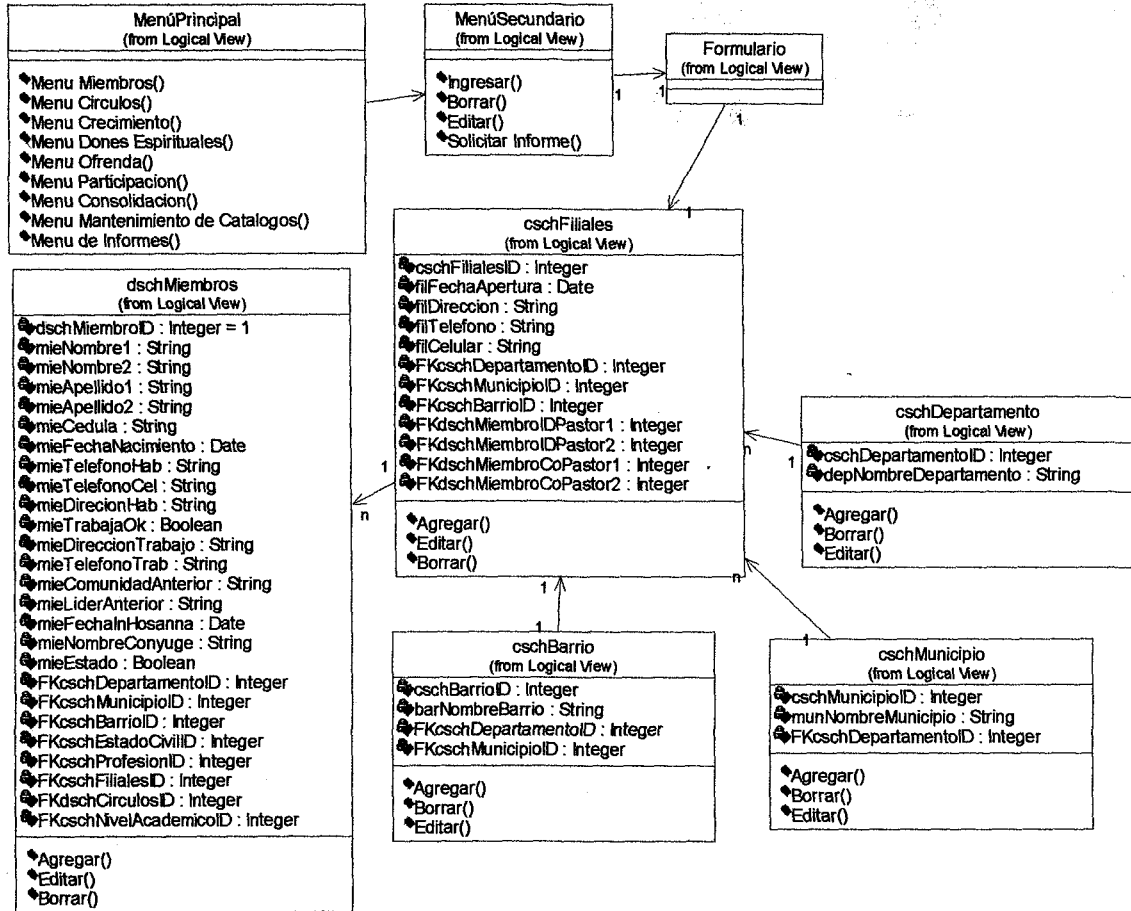 MenúPrincipal
(from Logical View)
Menu Miembros()
Menu Circulos()
Menu Crecimiento()
Menu Dones Espirituales()
Menu Ofrenda()
Menu Participacion()
Menu Consolidacion()
Menu Mantenimiento de Catalogos()
Menu de Informes()
MenúSecundario
(from Logical View)
Ingresar()
Borrar()
Editar()
Solicitar Informe()
1
1
Formulario
(from Logical View)
1
1
cschFiliales
(from Logical View)
cschFilialesID : Integer
filFechaApertura : Date
filDireccion : String
filTelefono : String
filCelular : String
FKcschDepartamentoID : Integer
FKcschMunicipioID : Integer
FKcschBarrioID : Integer
FKdschMiembroIDPastor1 : Integer
FKdschMiembroIDPastor2 : Integer
FKdschMiembroCoPastor1 : Integer
FKdschMiembroCoPastor2 : Integer
Agregar()
Editar()
Borrar()
dschMiembros
(from Logical View)
dschMiembroID : Integer = 1
mieNombre1 : String
mieNombre2 : String
mieApellido1 : String
mieApellido2 : String
mieCedula : String
mieFechaNacimiento : Date
mieTelefonoHab : String
mieTelefonoCel : String
mieDirecionHab : String
mieTrabajaOk : Boolean
mieDireccionTrabajo : String
mieTelefonoTrab : String
mieComunidadAnterior : String
mieLiderAnterior : String
mieFechaInHosanna : Date
mieNombreConyuge : String
mieEstado : Boolean
FKcschDepartamentoID : Integer
FKcschMunicipioID : Integer
FKcschBarrioID : Integer
FKcschEstadoCivilID : Integer
FKcschProfesionID : Integer
FKcschFilialesID : Integer
FKdschCirculosID : Integer
FKcschNivelAcademicoID : Integer
Agregar()
Editar()
Borrar()
1
n
n
1
cschDepartamento
(from Logical View)
cschDepartamentoID : Integer
depNombreDepartamento : String
Agregar()
Borrar()
Editar()
1
1
n
1
cschBarrio
(from Logical View)
cschBarrioID : Integer
barNombreBarrio : String
FKcschDepartamentoID : Integer
FKcschMunicipioID : Integer
Agregar()
Borrar()
Editar()
cschMunicipio
(from Logical View)
cschMunicipioID : Integer
munNombreMunicipio : String
FKcschDepartamentoID : Integer
Agregar()
Borrar()
Editar()